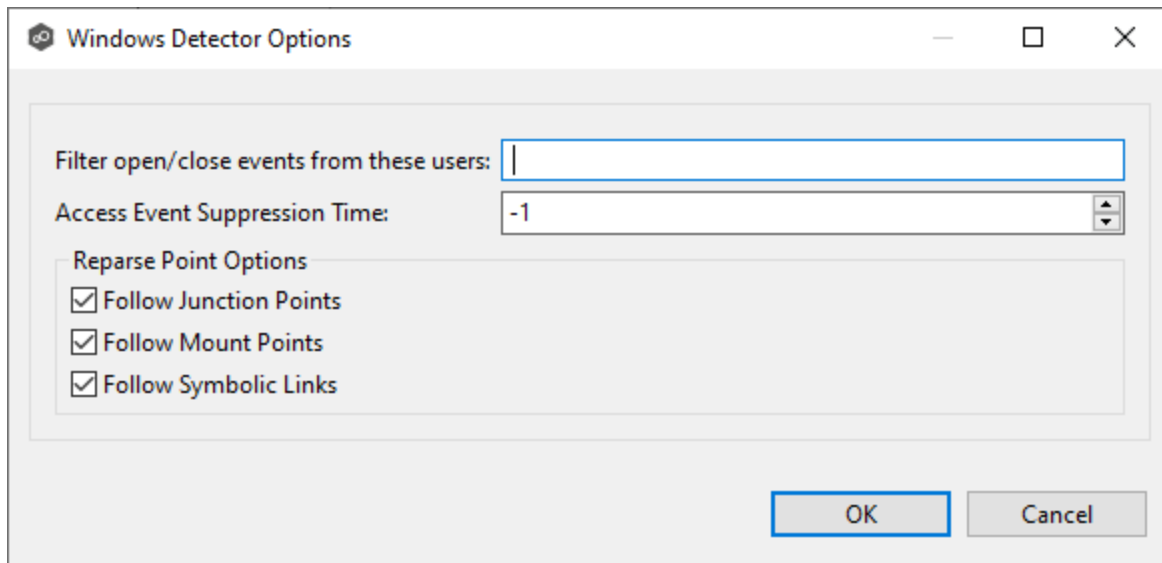 Windows Detector Options
Filter open/close events from these users:
Access Event Suppression Time: -1
Reparse Point Options
Follow Junction Points
Follow Mount Points
Follow Symbolic Links
OK Cancel